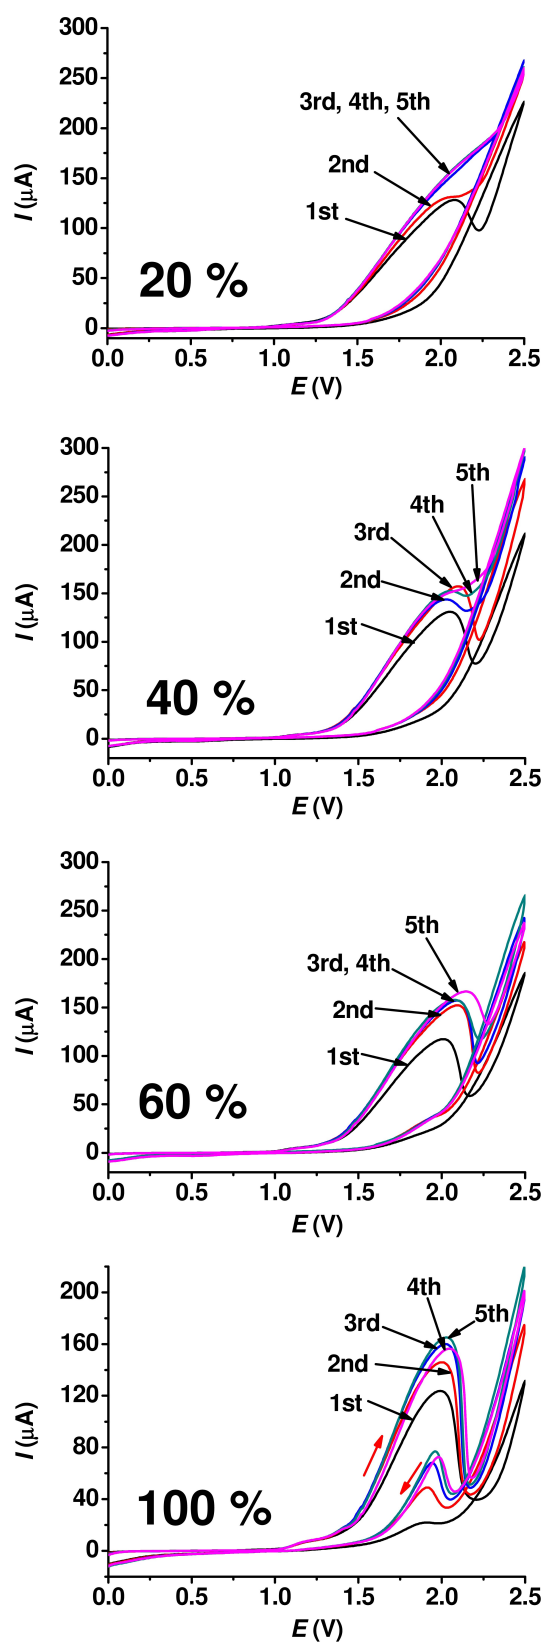 300
250
200
150
100
50
0
I (μA)
3rd, 4th, 5th
2nd
1st
20 %
0.0 0.5 1.0 1.5 2.0 2.5
E (V)
300
250
200
150
100
50
0
I (μA)
5th
4th
3rd
2nd
1st
40 %
0.0 0.5 1.0 1.5 2.0 2.5
E (V)
300
250
200
150
100
50
0
I (μA)
5th
3rd, 4th
2nd
1st
60 %
0.0 0.5 1.0 1.5 2.0 2.5
E (V)
200
160
120
80
40
0
I (μA)
4th
5th
3rd
2nd
1st
100 %
0.0 0.5 1.0 1.5 2.0 2.5
E (V)